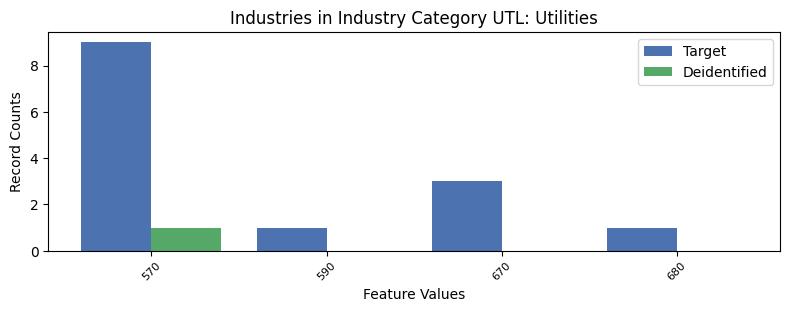 Industries in Industry Category UTL: Utilities
Target
Deidentified
Record Counts
8
6
4
2
0
570
590
670
680
Feature Values